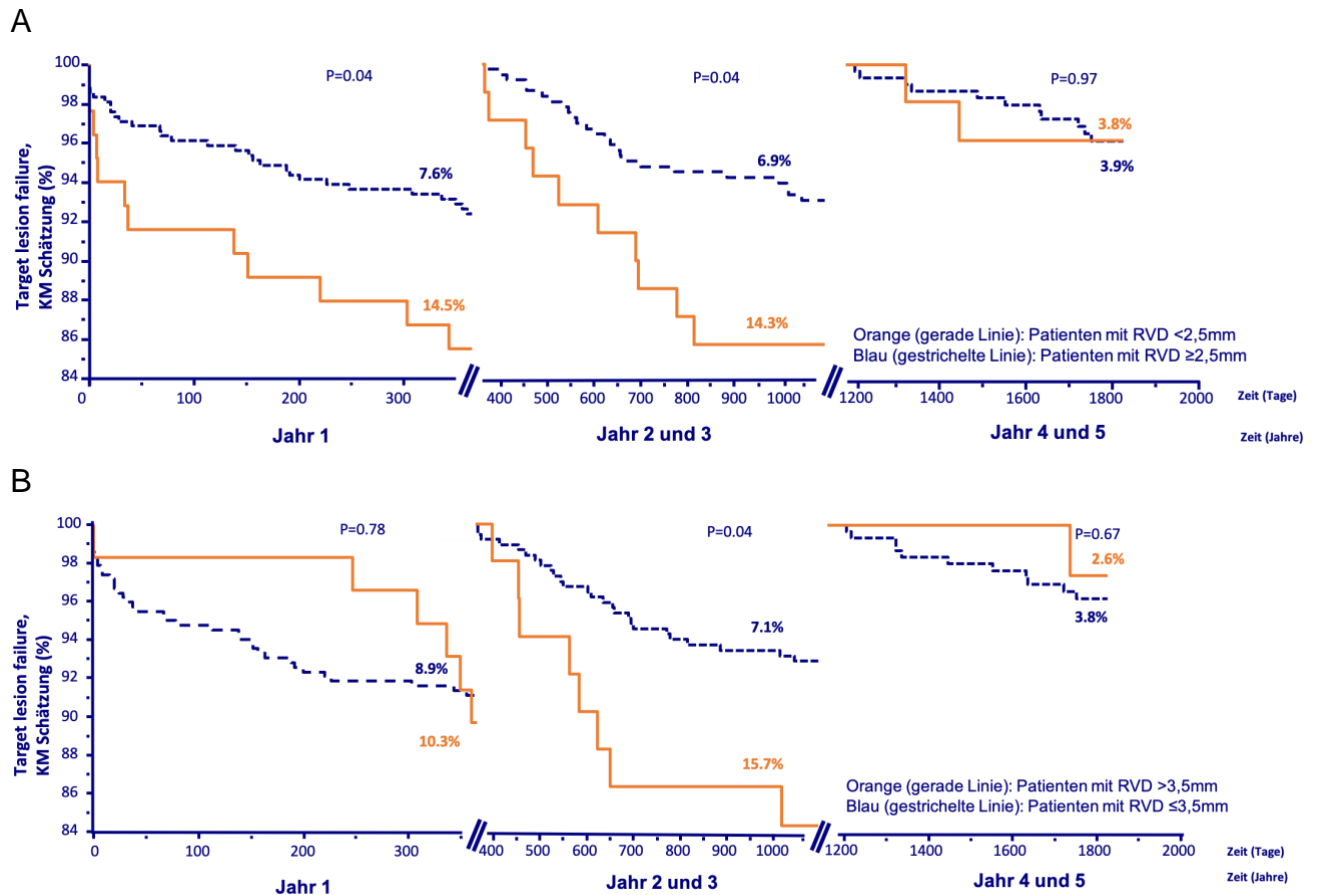 A
P=0.04
P=0.04
P=0.97
Target lesion failure,
KM Schätzung (%)
100
98
96
94
92
90
88
86
84
7.6%
14.5%
6.9%
14.3%
3.8%
3.9%
Orange (gerade Linie): Patienten mit RVD <2,5mm
Blau (gestrichelte Linie): Patienten mit RVD ≥2,5mm
0 100 200 300 400 500 600 700 800 900 1000 1200 1400 1600 1800 2000 Zeit (Tage)
Jahr 1 Jahr 2 und 3 Jahr 4 und 5 Zeit (Jahre)
B
P=0.78
P=0.04
P=0.67
Target lesion failure,
KM Schätzung (%)
100
98
96
94
92
90
88
86
84
8.9%
10.3%
7.1%
15.7%
2.6%
3.8%
Orange (gerade Linie): Patienten mit RVD >3,5mm
Blau (gestrichelte Linie): Patienten mit RVD ≤3,5mm
0 100 200 300 400 500 600 700 800 900 1000 1200 1400 1600 1800 2000 Zeit (Tage)
Jahr 1 Jahr 2 und 3 Jahr 4 und 5 Zeit (Jahre)